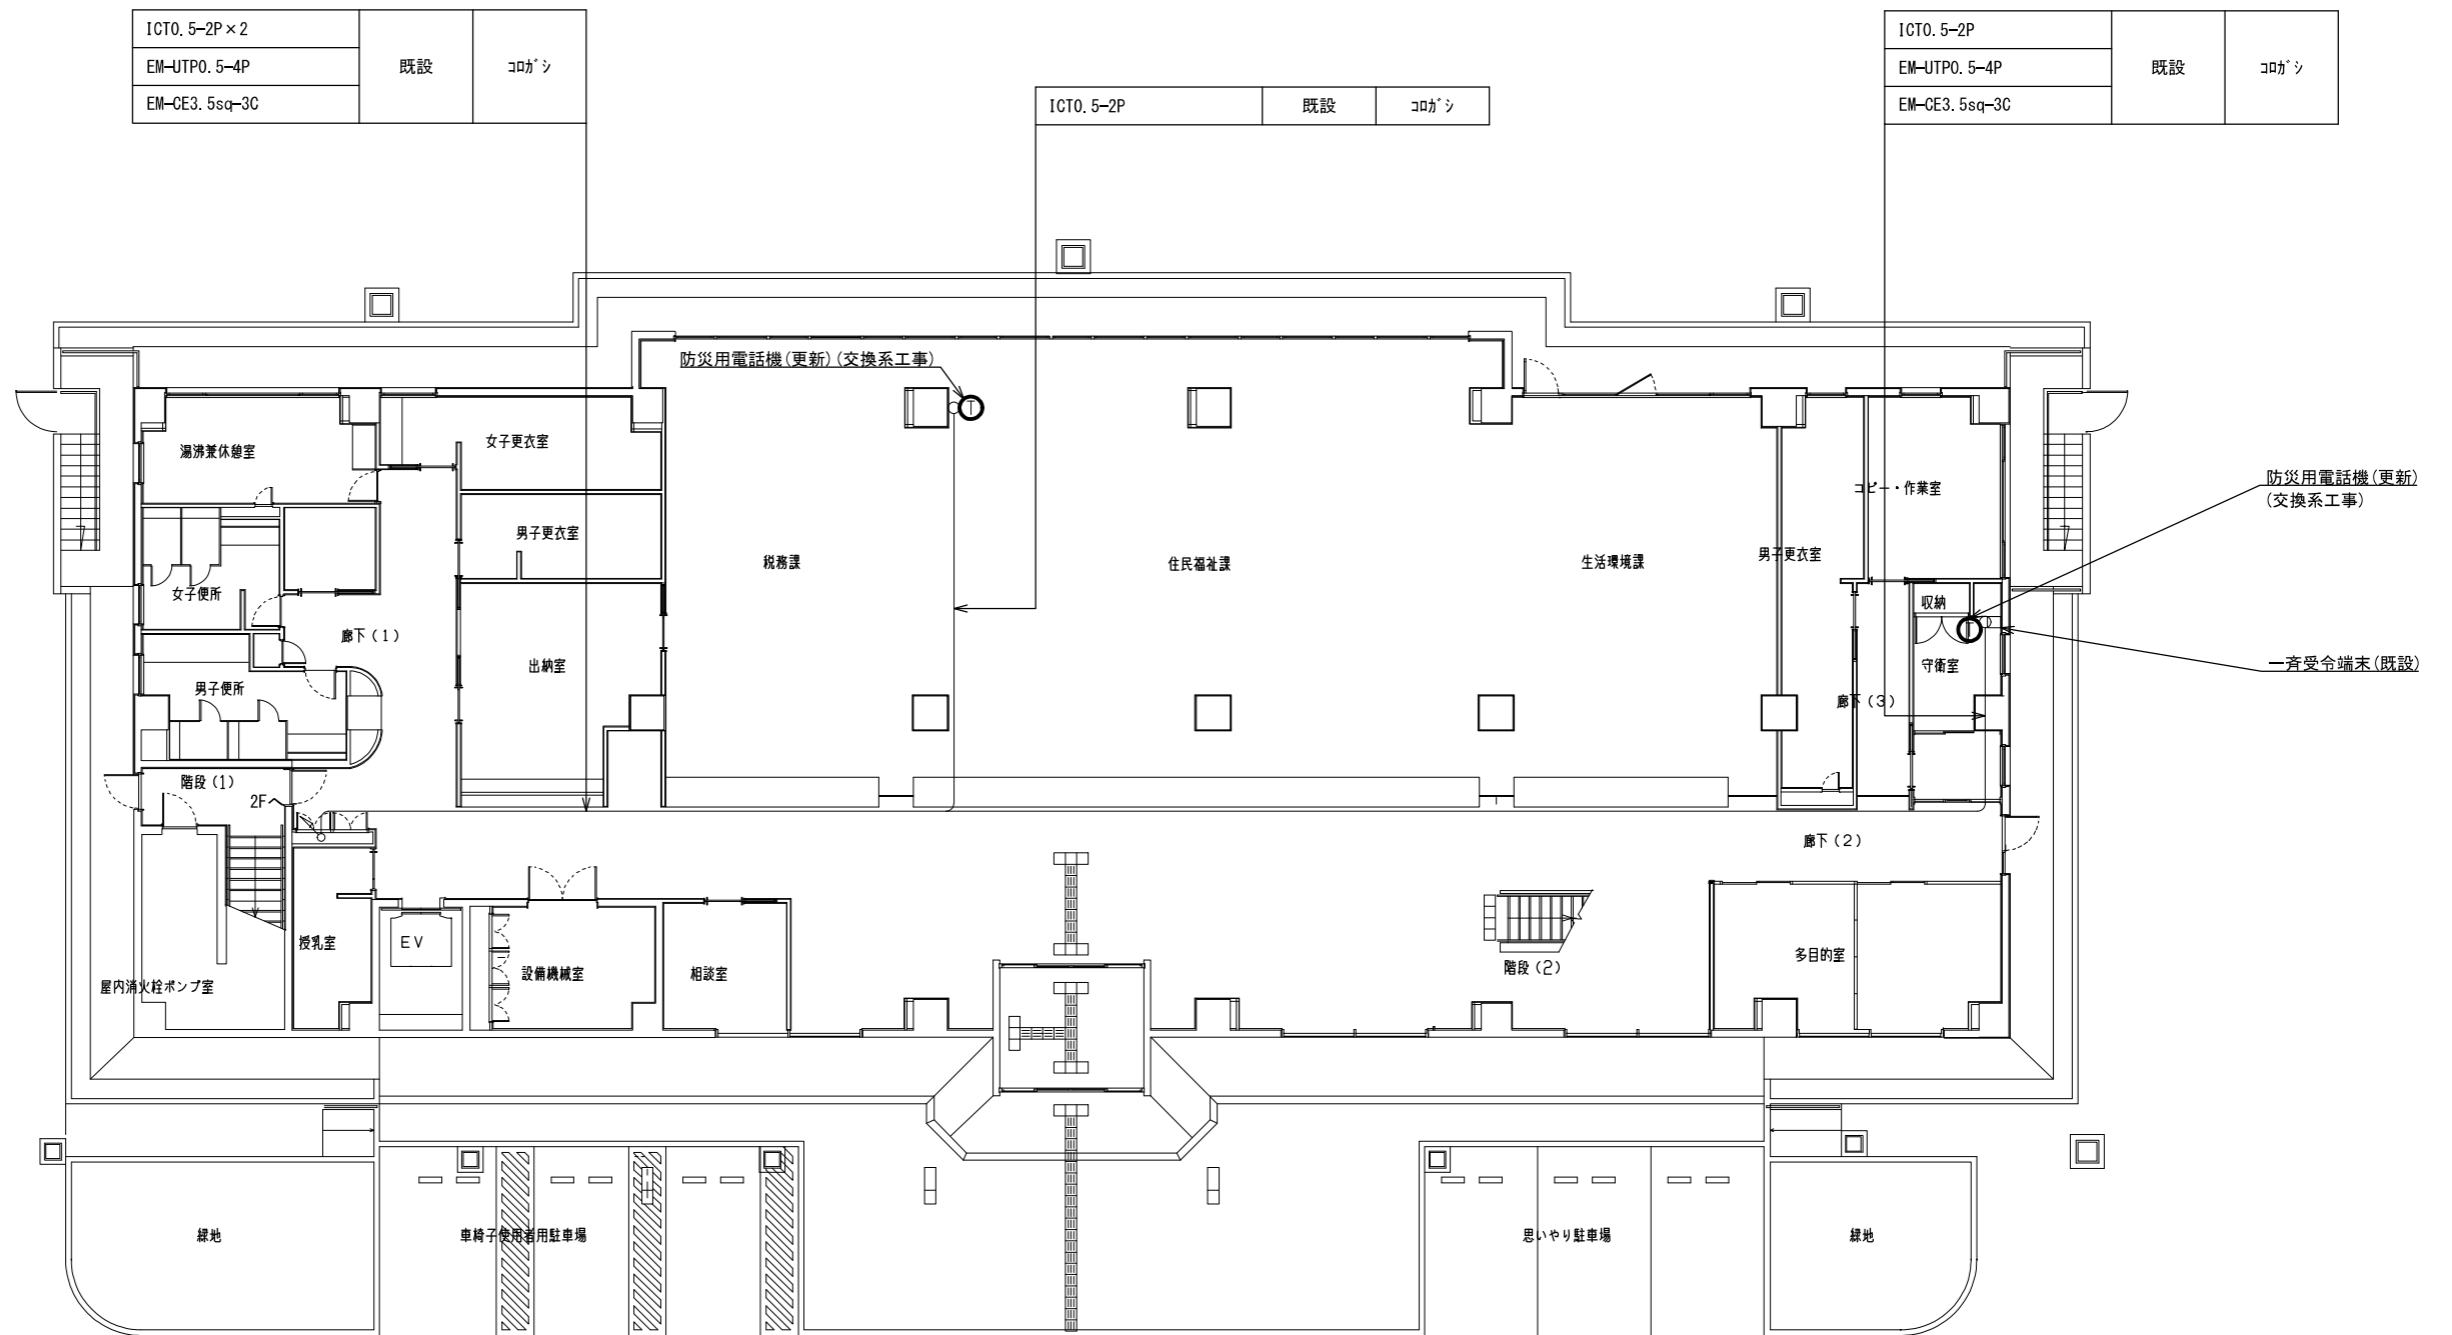 ICT0.5-2P×2
EM-UTP0.5-4P
EM-CE3.5sq-3C
既設
ｺﾛｶﾞｼ
ICT0.5-2P
既設
ｺﾛｶﾞｼ
ICT0.5-2P
EM-UTP0.5-4P
EM-CE3.5sq-3C
既設
ｺﾛｶﾞｼ
防災用電話機(更新)(交換系工事)
T
湯沸兼休憩室
女子更衣室
男子更衣室
税務課
住民福祉課
生活環境課
男子更衣室
コピー・作業室
防災用電話機(更新)
(交換系工事)
女子便所
廊下(1)
出納室
収納
T
守衛室
一斉受令端末(既設)
男子便所
廊下(3)
階段(1)
2F
廊下(2)
授乳室
EV
設備機械室
相談室
階段(2)
多目的室
屋内消火栓ポンプ室
緑地
車椅子使用者用駐車場
思いやり駐車場
緑地